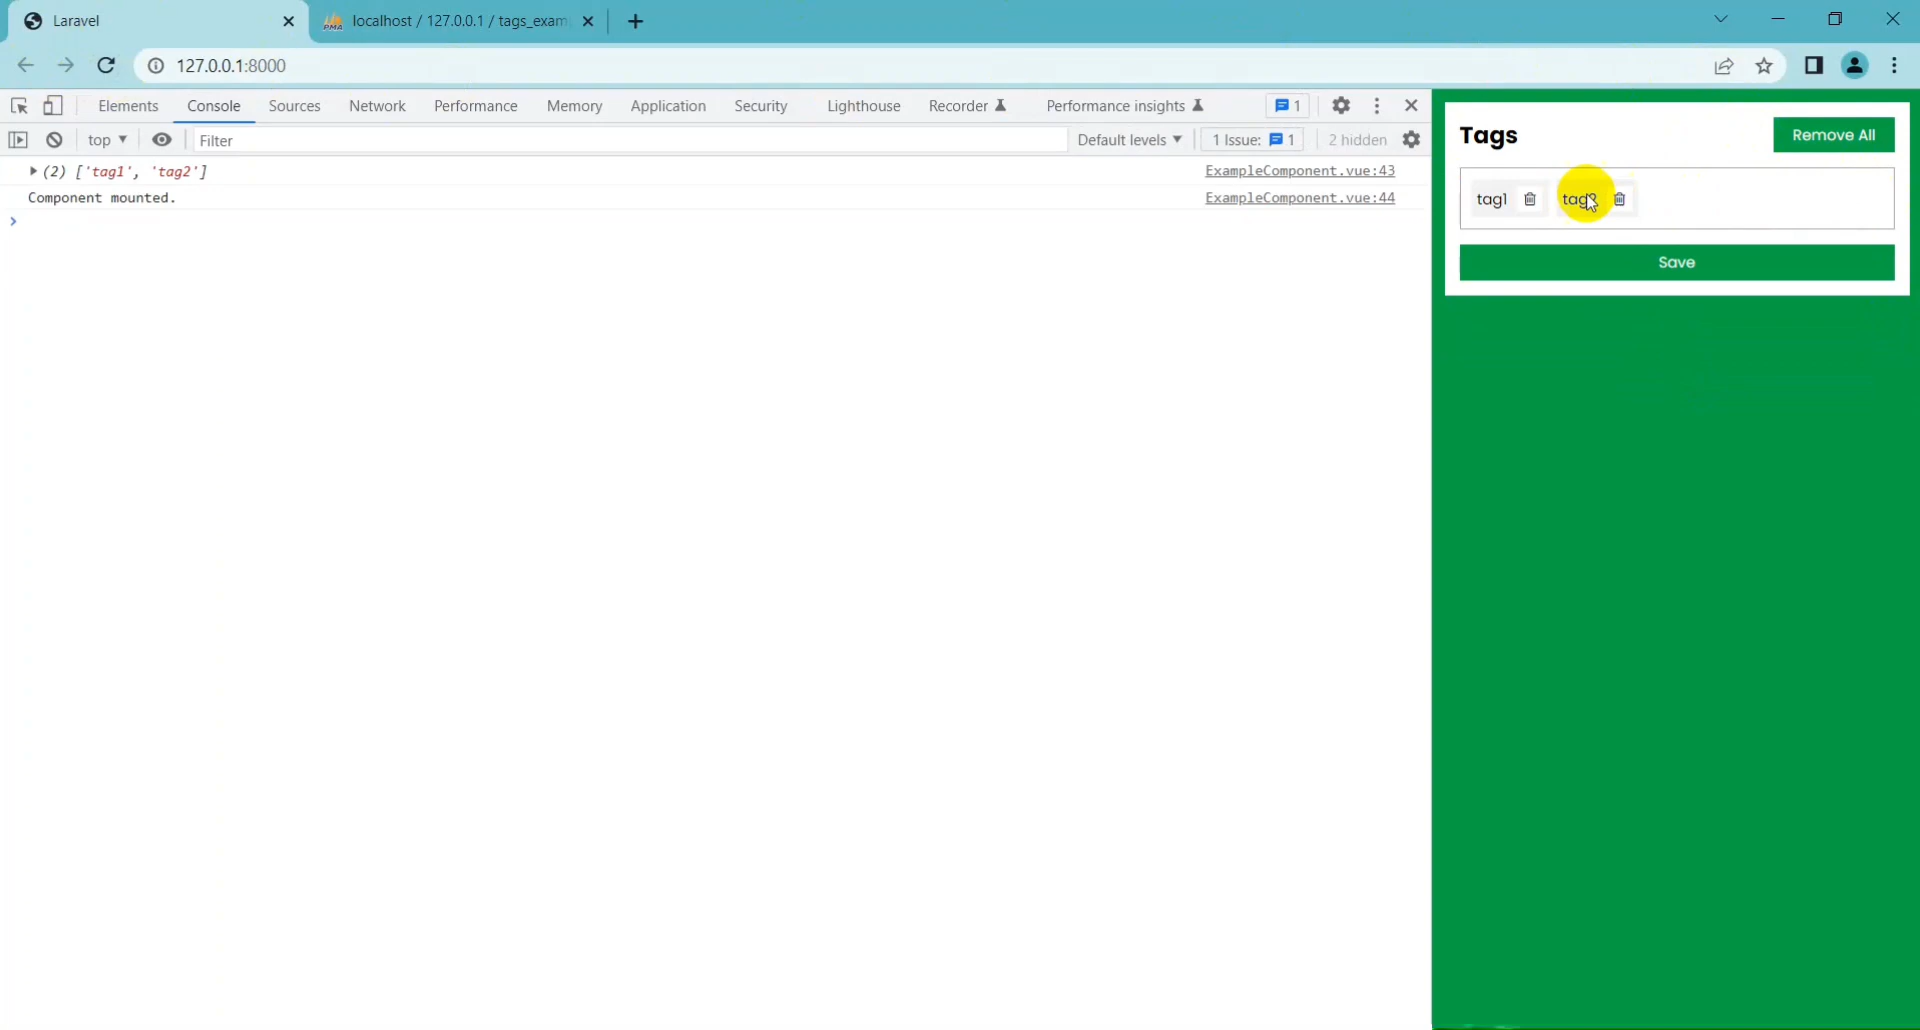 Laravel
localhost / 127.0.0.1 / tags_exam
127.0.0.1:8000
Elements Console Sources Network Performance Memory Application Security Lighthouse Recorder Performance insights 1
top Filter Default levels 1 Issue: 1 2 hidden
(2) ['tag1', 'tag2'] ExampleComponent.vue:43
Component mounted. ExampleComponent.vue:44
Tags Remove All
tag1 tag2
Save